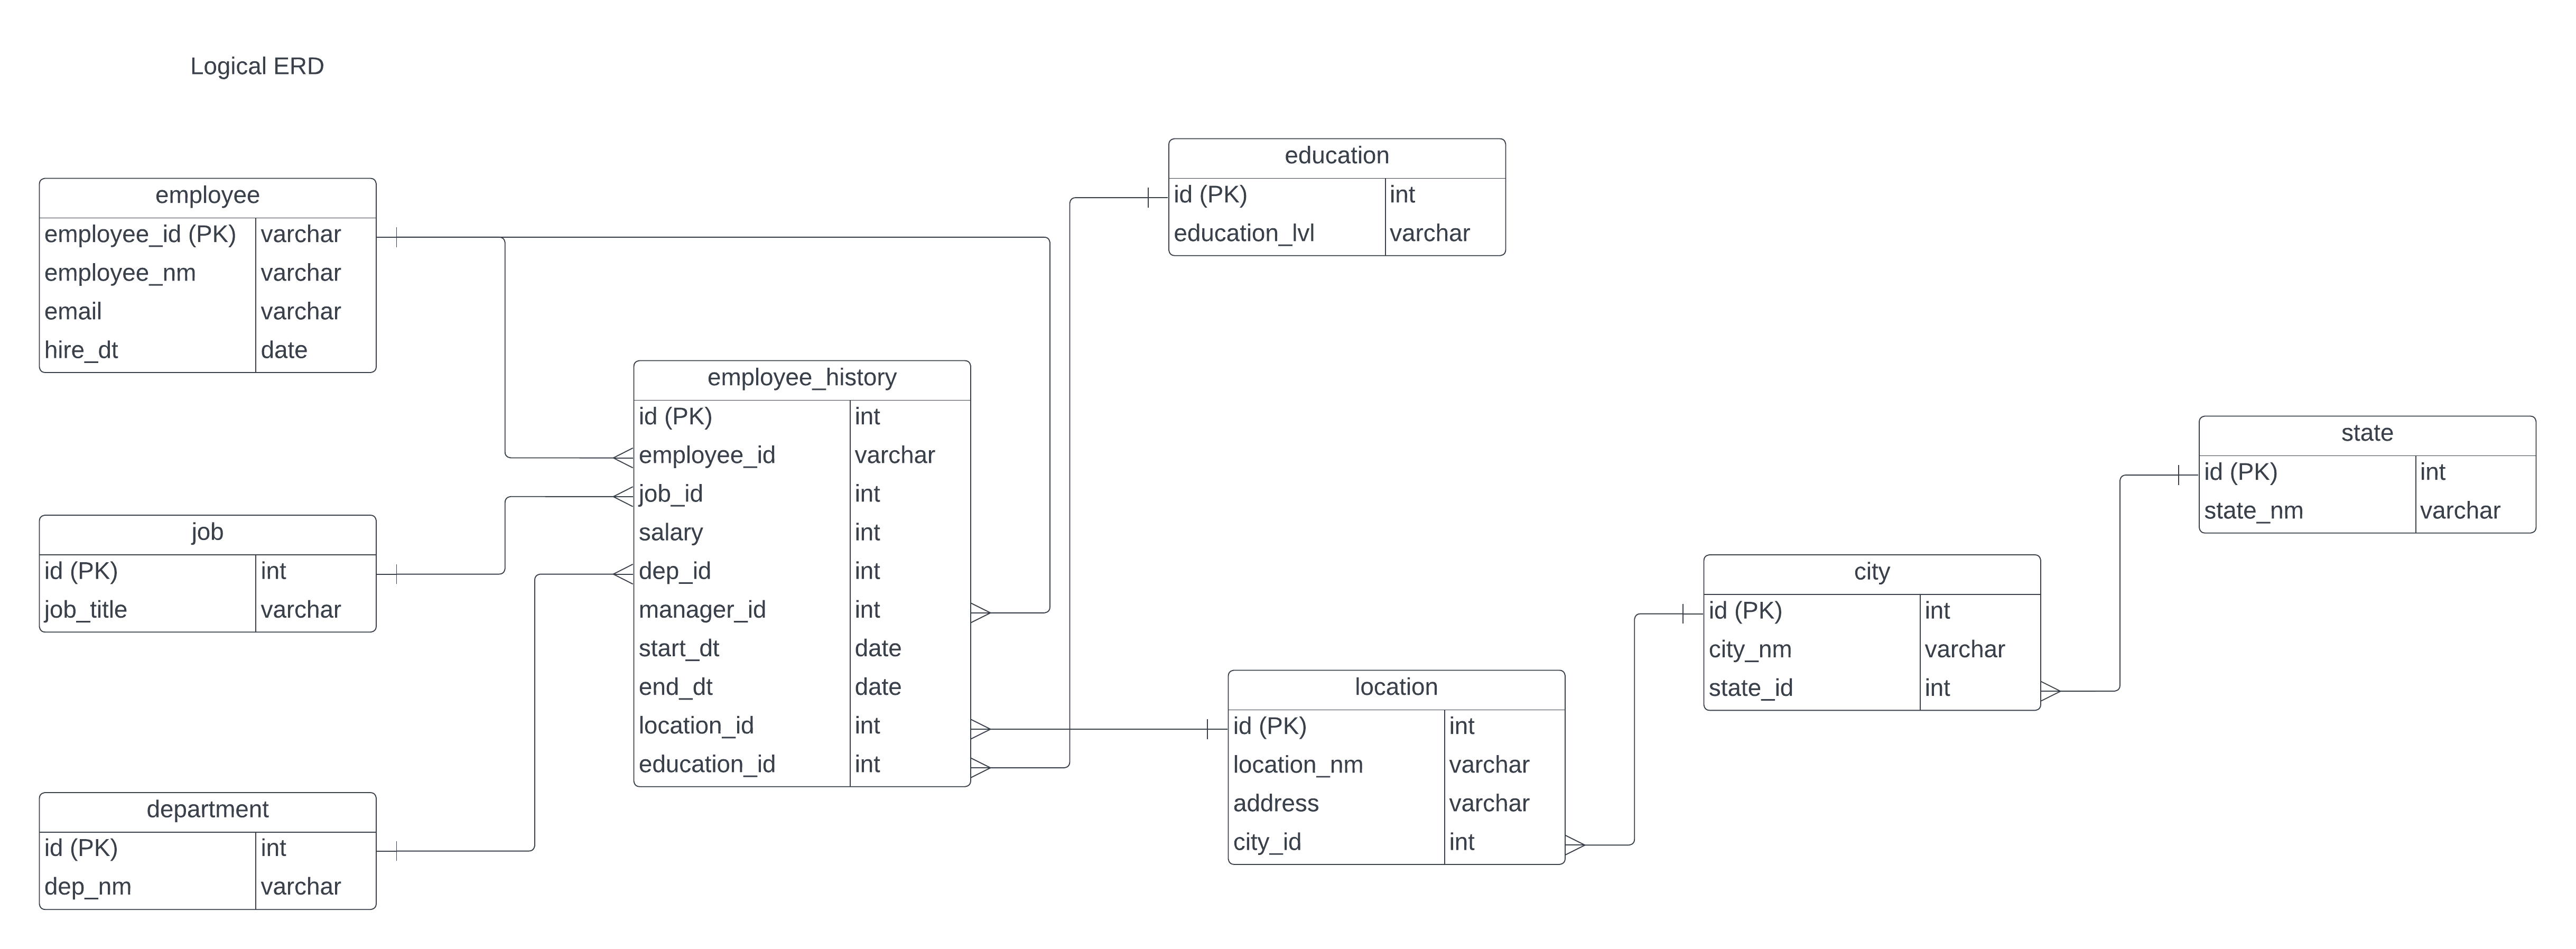 Logical ERD
education
id (PK) int
education_lvl varchar
employee
employee_id (PK) varchar
employee_nm varchar
email varchar
hire_dt date
employee_history
id (PK) int
employee_id varchar
job_id int
salary int
dep_id int
manager_id int
start_dt date
end_dt date
location_id int
education_id int
job
id (PK) int
job_title varchar
department
id (PK) int
dep_nm varchar
location
id (PK) int
location_nm varchar
address varchar
city_id int
city
id (PK) int
city_nm varchar
state_id int
state
id (PK) int
state_nm varchar